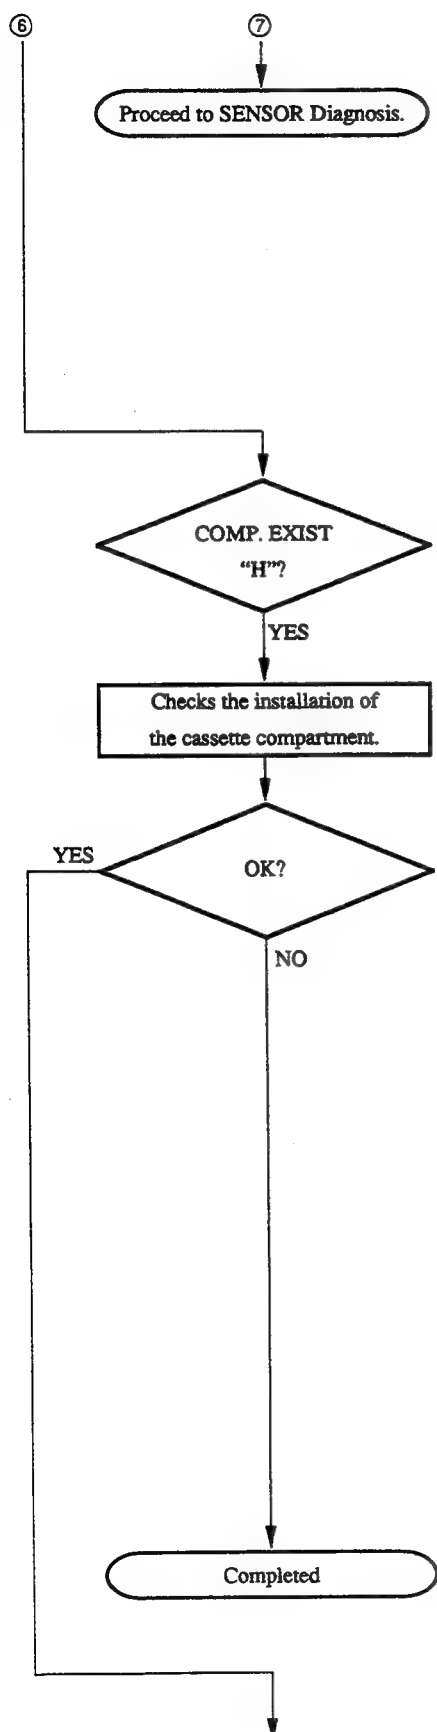 ⑥ ⑦
Proceed to SENSOR Diagnosis.
COMP. EXIST
“H”?
YES
Checks the installation of
the cassette compartment.
YES
OK?
NO
Completed